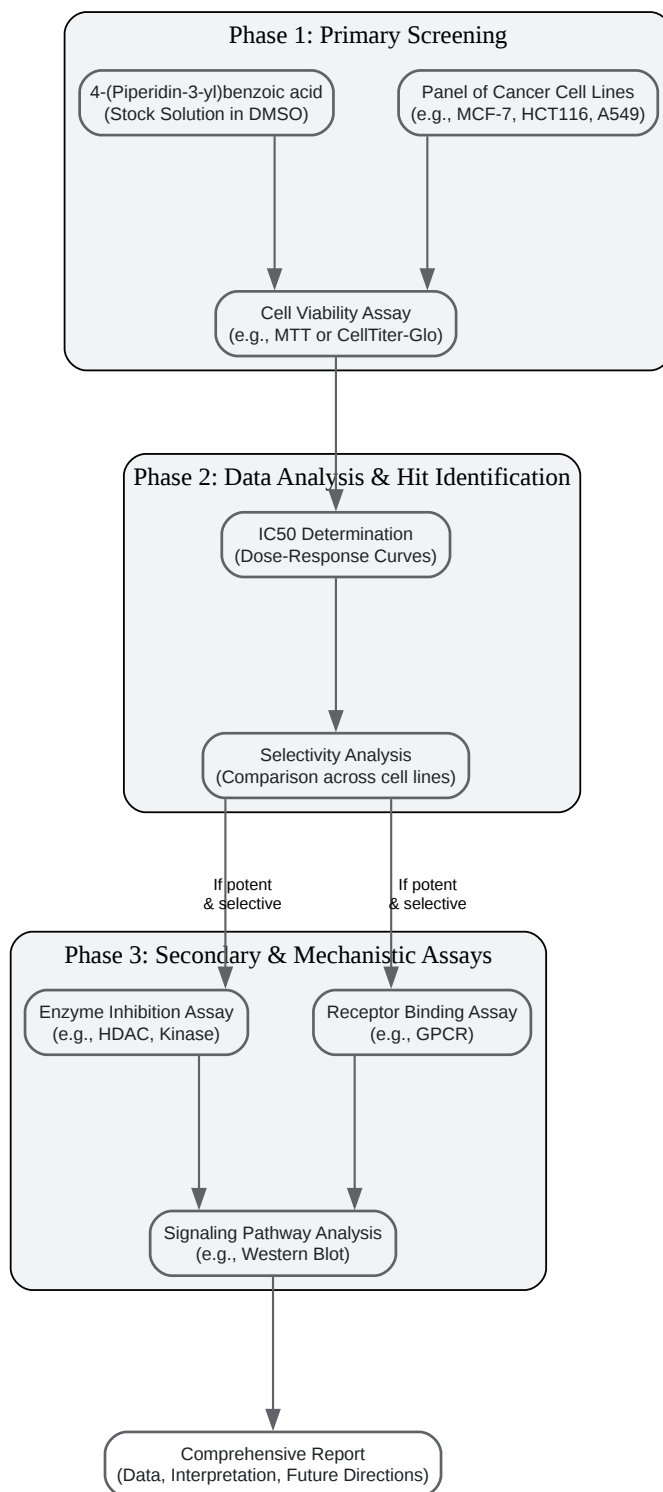 Phase 1: Primary Screening
4-(Piperidin-3-yl)benzoic acid
(Stock Solution in DMSO)
Panel of Cancer Cell Lines
(e.g., MCF-7, HCT116, A549)
Cell Viability Assay
(e.g., MTT or CellTiter-Glo)
Phase 2: Data Analysis & Hit Identification
IC50 Determination
(Dose-Response Curves)
Selectivity Analysis
(Comparison across cell lines)
If potent
& selective
If potent
& selective
Phase 3: Secondary & Mechanistic Assays
Enzyme Inhibition Assay
(e.g., HDAC, Kinase)
Receptor Binding Assay
(e.g., GPCR)
Signaling Pathway Analysis
(e.g., Western Blot)
Comprehensive Report
(Data, Interpretation, Future Directions)